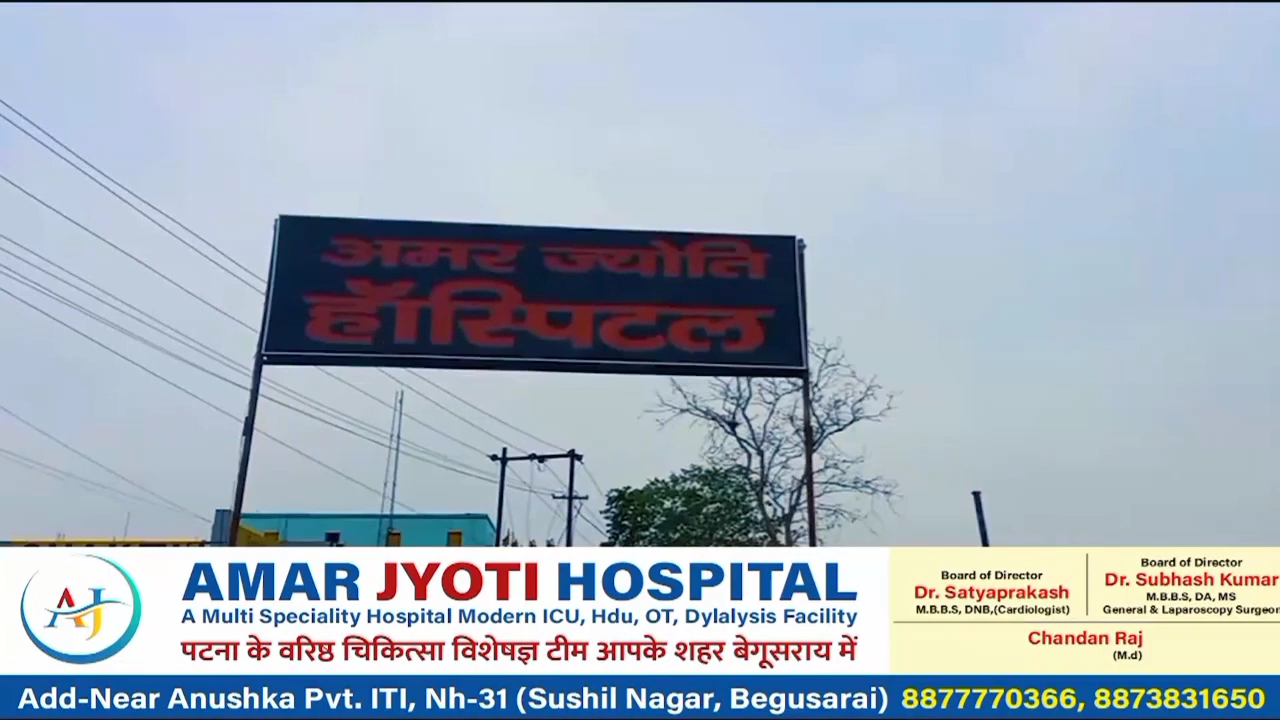 अमर ज्योति
हॉस्पिटल
AJ
AMAR JYOTI HOSPITAL
A Multi Speciality Hospital Modern ICU, Hdu, OT, Dylalysis Facility
पटना के वरिष्ठ चिकित्सा विशेषज्ञ टीम आपके शहर बेगूसराय में
Board of Director
Dr. Satyaprakash
M.B.B.S, DNB,(Cardiologist)
Board of Director
Dr. Subhash Kumar
M.B.B.S, DA, MS
General & Laparoscopy Surgeon
Chandan Raj
(M.d)
Add-Near Anushka Pvt. ITI, Nh-31 (Sushil Nagar, Begusarai) 8877770366, 8873831650